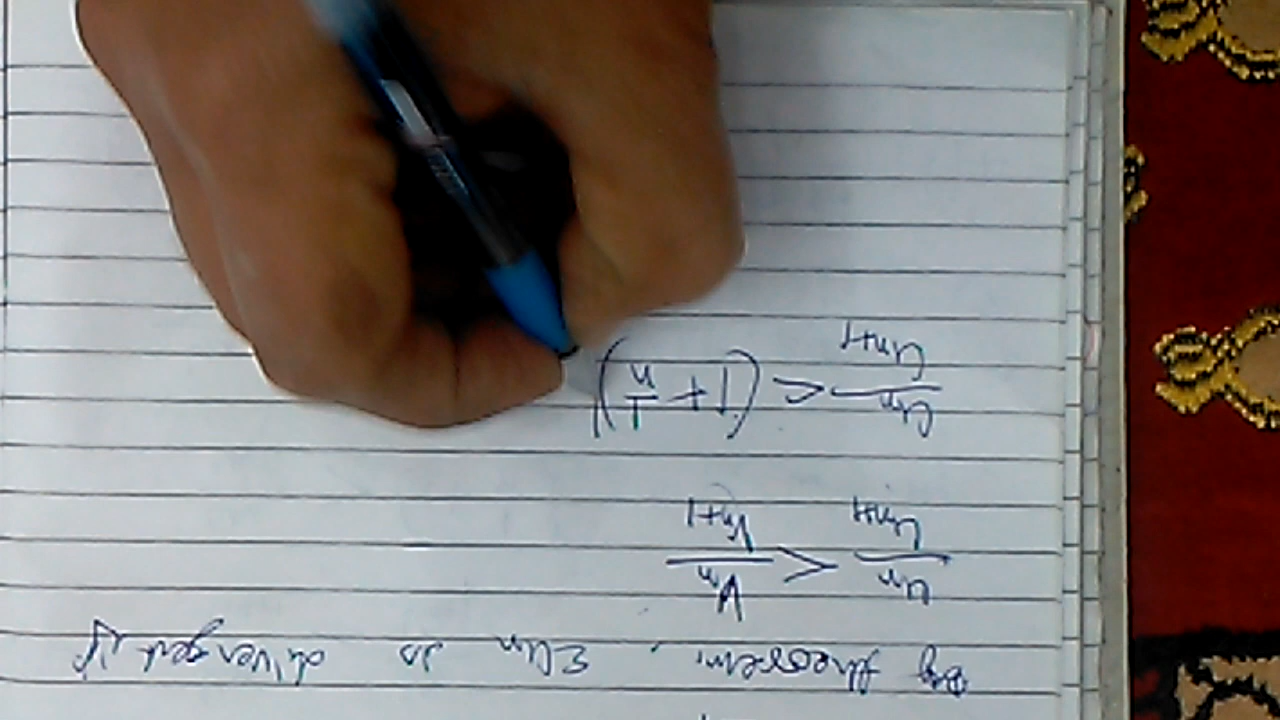 By theorem, Σun is divergent if
un/un+1 < Vn/Vn+1
un/un+1 < (1+1/n)